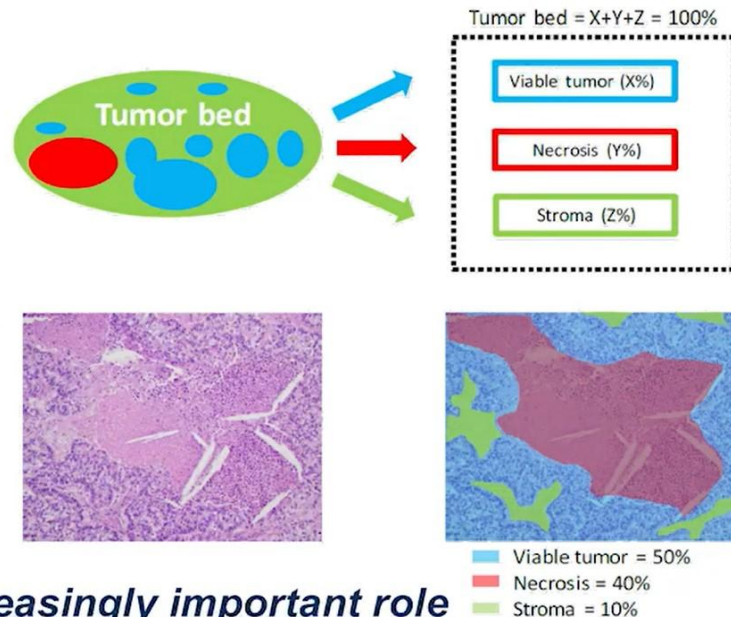 Tumor bed = X+Y+Z = 100%
Tumor bed
Viable tumor (X%)
Necrosis (Y%)
Stroma (Z%)
Viable tumor = 50%
Necrosis = 40%
Stroma = 10%
easingly important role